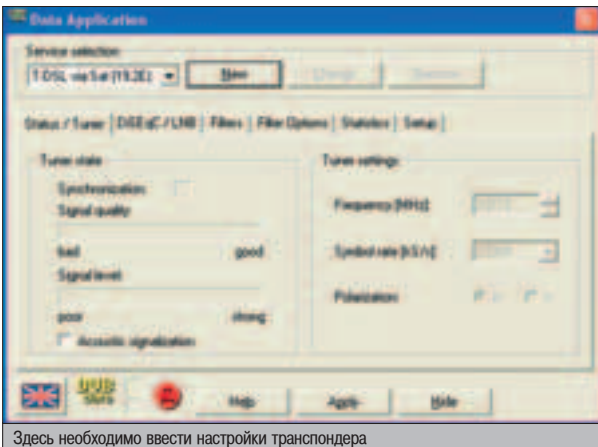 Data Application
Service selection
T-DSL via Sat (19.2E) New Change Remove
Status / Tuner DiSEqC / LNB Filters Filter Options Statistics Setup
Tuner state
Synchronization
Signal quality
bad good
Signal level
poor strong
Acoustic signalization
Tuner settings
Frequency [MHz]
Symbol rate [kS/s]
Polarization
Help Apply Hide
Здесь необходимо ввести настройки транспондера